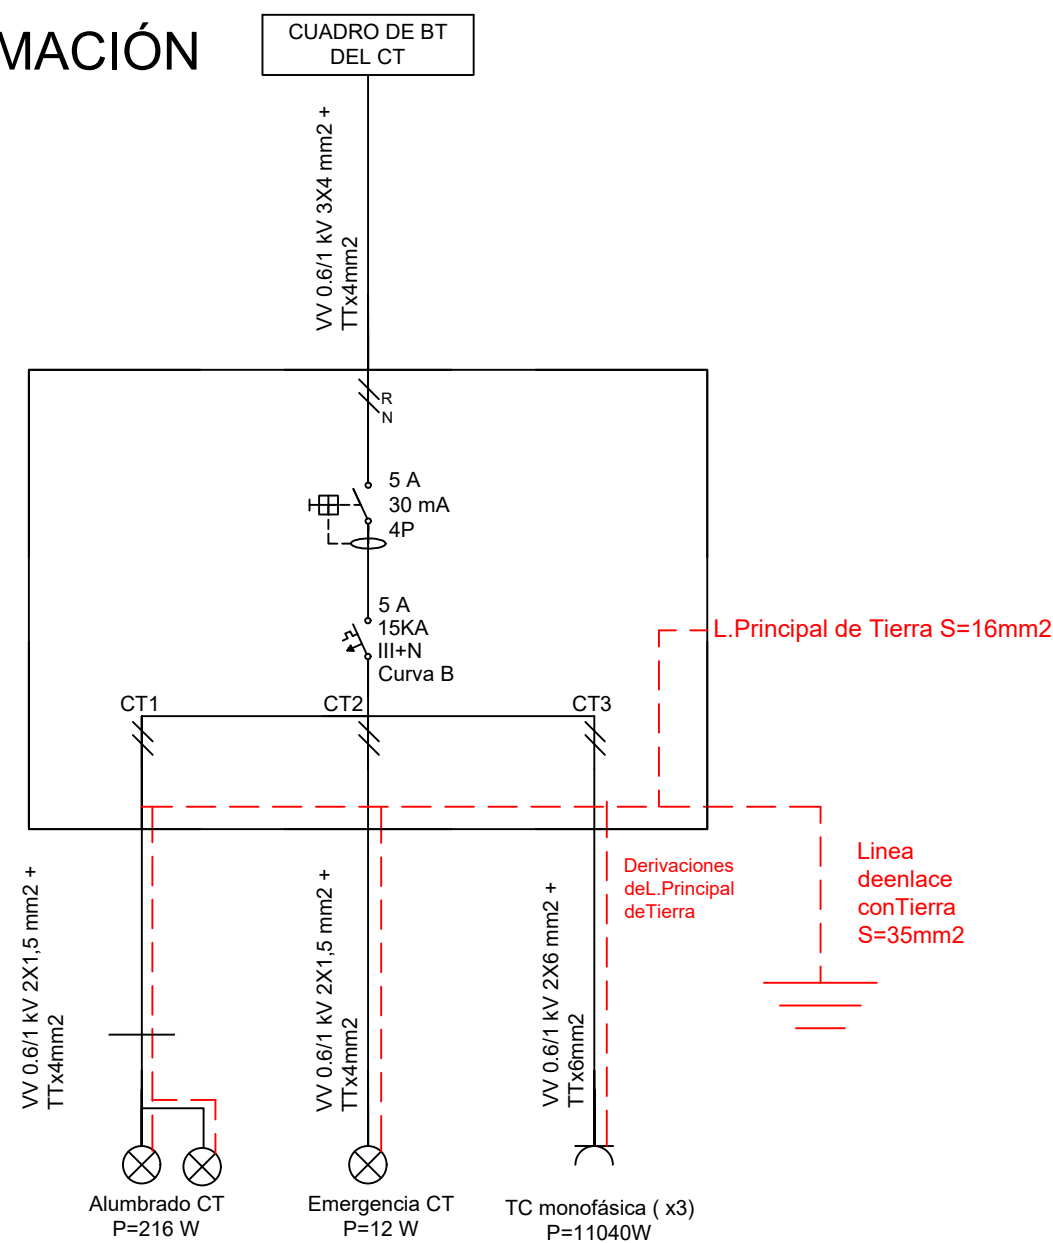 MACIÓN
CUADRO DE BT
DEL CT
VV 0.6/1 kV 3X4 mm2 +
TTx4mm2
R
N
5 A
30 mA
4P
5 A
15KA
III+N
Curva B
L.Principal de Tierra S=16mm2
CT1
CT2
CT3
VV 0.6/1 kV 2X1,5 mm2 +
TTx4mm2
VV 0.6/1 kV 2X1,5 mm2 +
TTx4mm2
VV 0.6/1 kV 2X6 mm2 +
TTx6mm2
Derivaciones
deL.Principal
deTierra
Linea
deenlace
conTierra
S=35mm2
Alumbrado CT
P=216 W
Emergencia CT
P=12 W
TC monofásica ( x3)
P=11040W